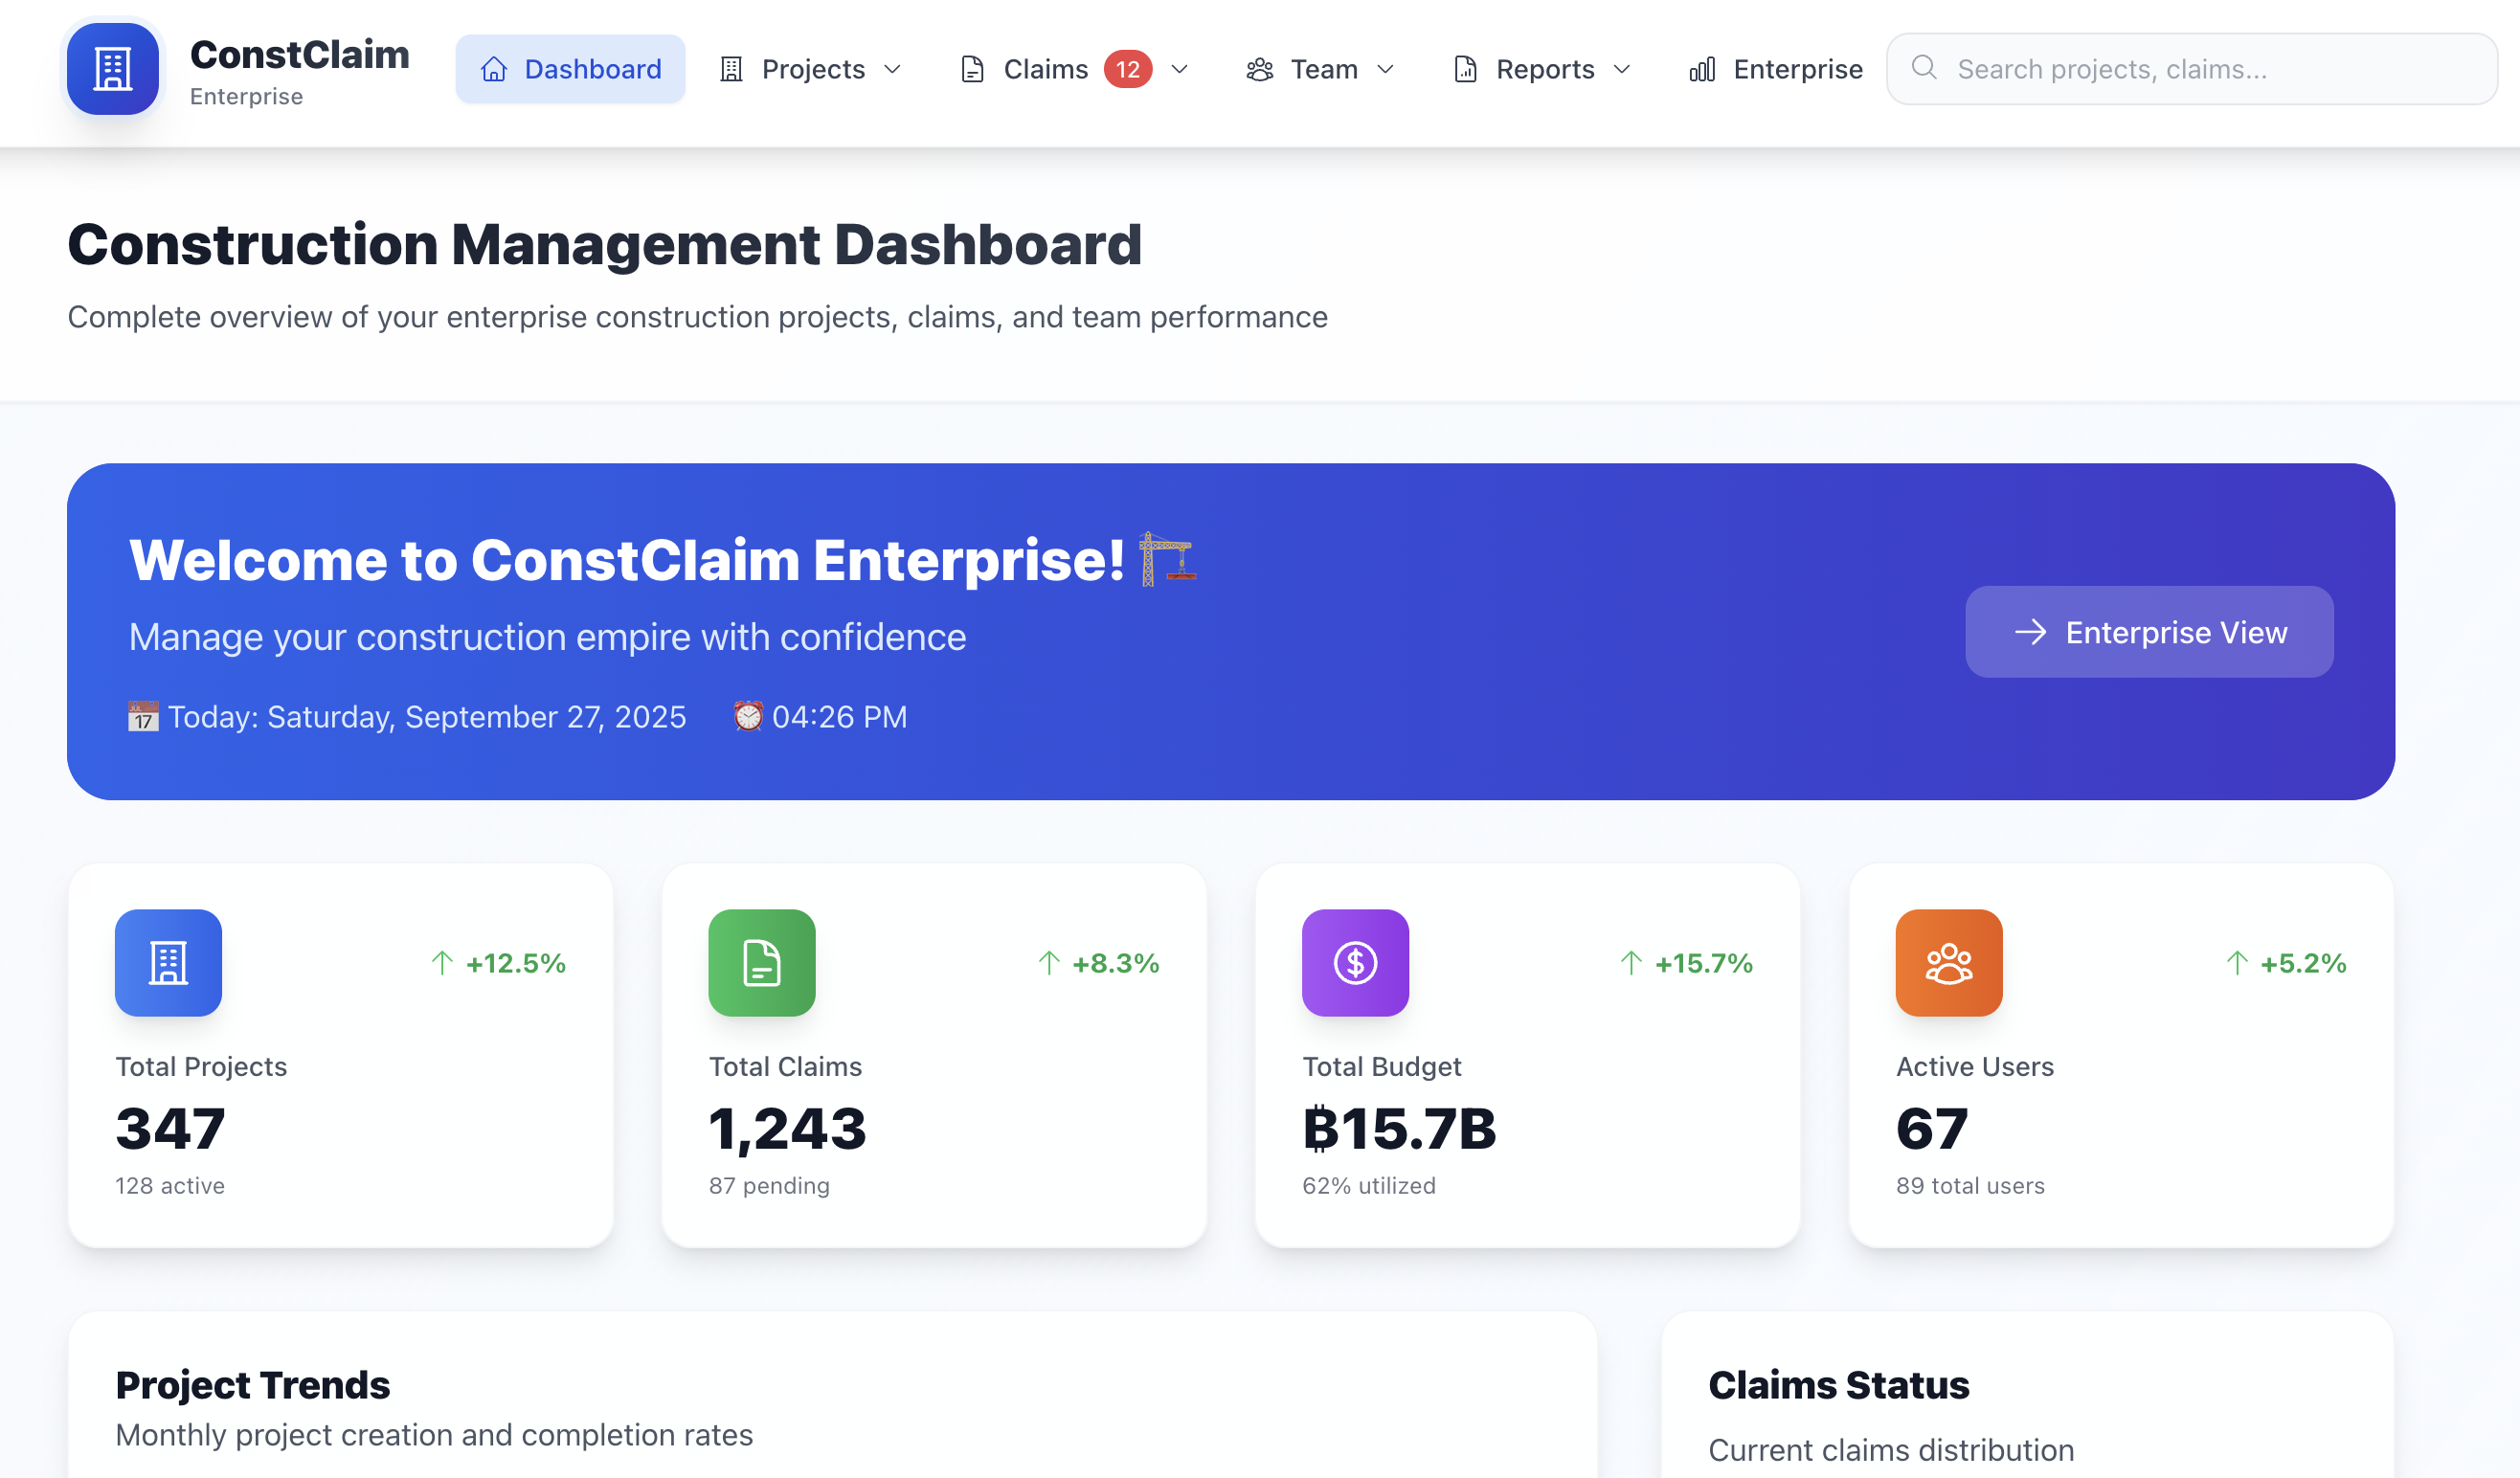 ConstClaim
Enterprise
Dashboard
Projects
Claims 12
Team
Reports
Enterprise
Search projects, claims...
Construction Management Dashboard
Complete overview of your enterprise construction projects, claims, and team performance
Welcome to ConstClaim Enterprise! 🏗️
Manage your construction empire with confidence
📅 Today: Saturday, September 27, 2025 ⏰ 04:26 PM
→ Enterprise View
↑ +12.5%
Total Projects
347
128 active
↑ +8.3%
Total Claims
1,243
87 pending
$
↑ +15.7%
Total Budget
฿15.7B
62% utilized
↑ +5.2%
Active Users
67
89 total users
Project Trends
Monthly project creation and completion rates
Claims Status
Current claims distribution